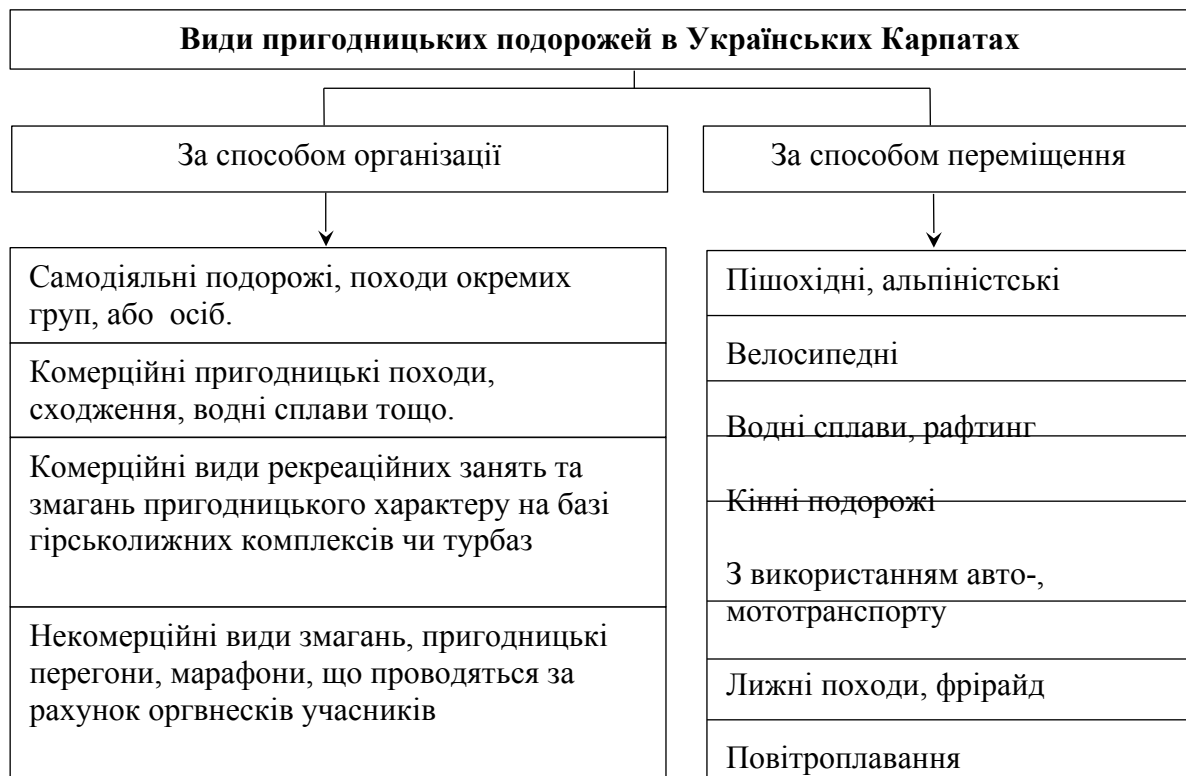 Види пригодницьких подорожей в Українських Карпатах
За способом організації
За способом переміщення
Самодіяльні подорожі, походи окремих
груп, або осіб.
Комерційні пригодницькі походи,
сходження, водні сплави тощо.
Комерційні види рекреаційних занять та
змагань пригодницького характеру на базі
гірськолижних комплексів чи турбаз
Некомерційні види змагань, пригодницькі
перегони, марафони, що проводяться за
рахунок оргвнесків учасників
Пішохідні, альпіністські
Велосипедні
Водні сплави, рафтинг
Кінні подорожі
З використанням авто-,
мототранспорту
Лижні походи, фрірайд
Повітроплавання